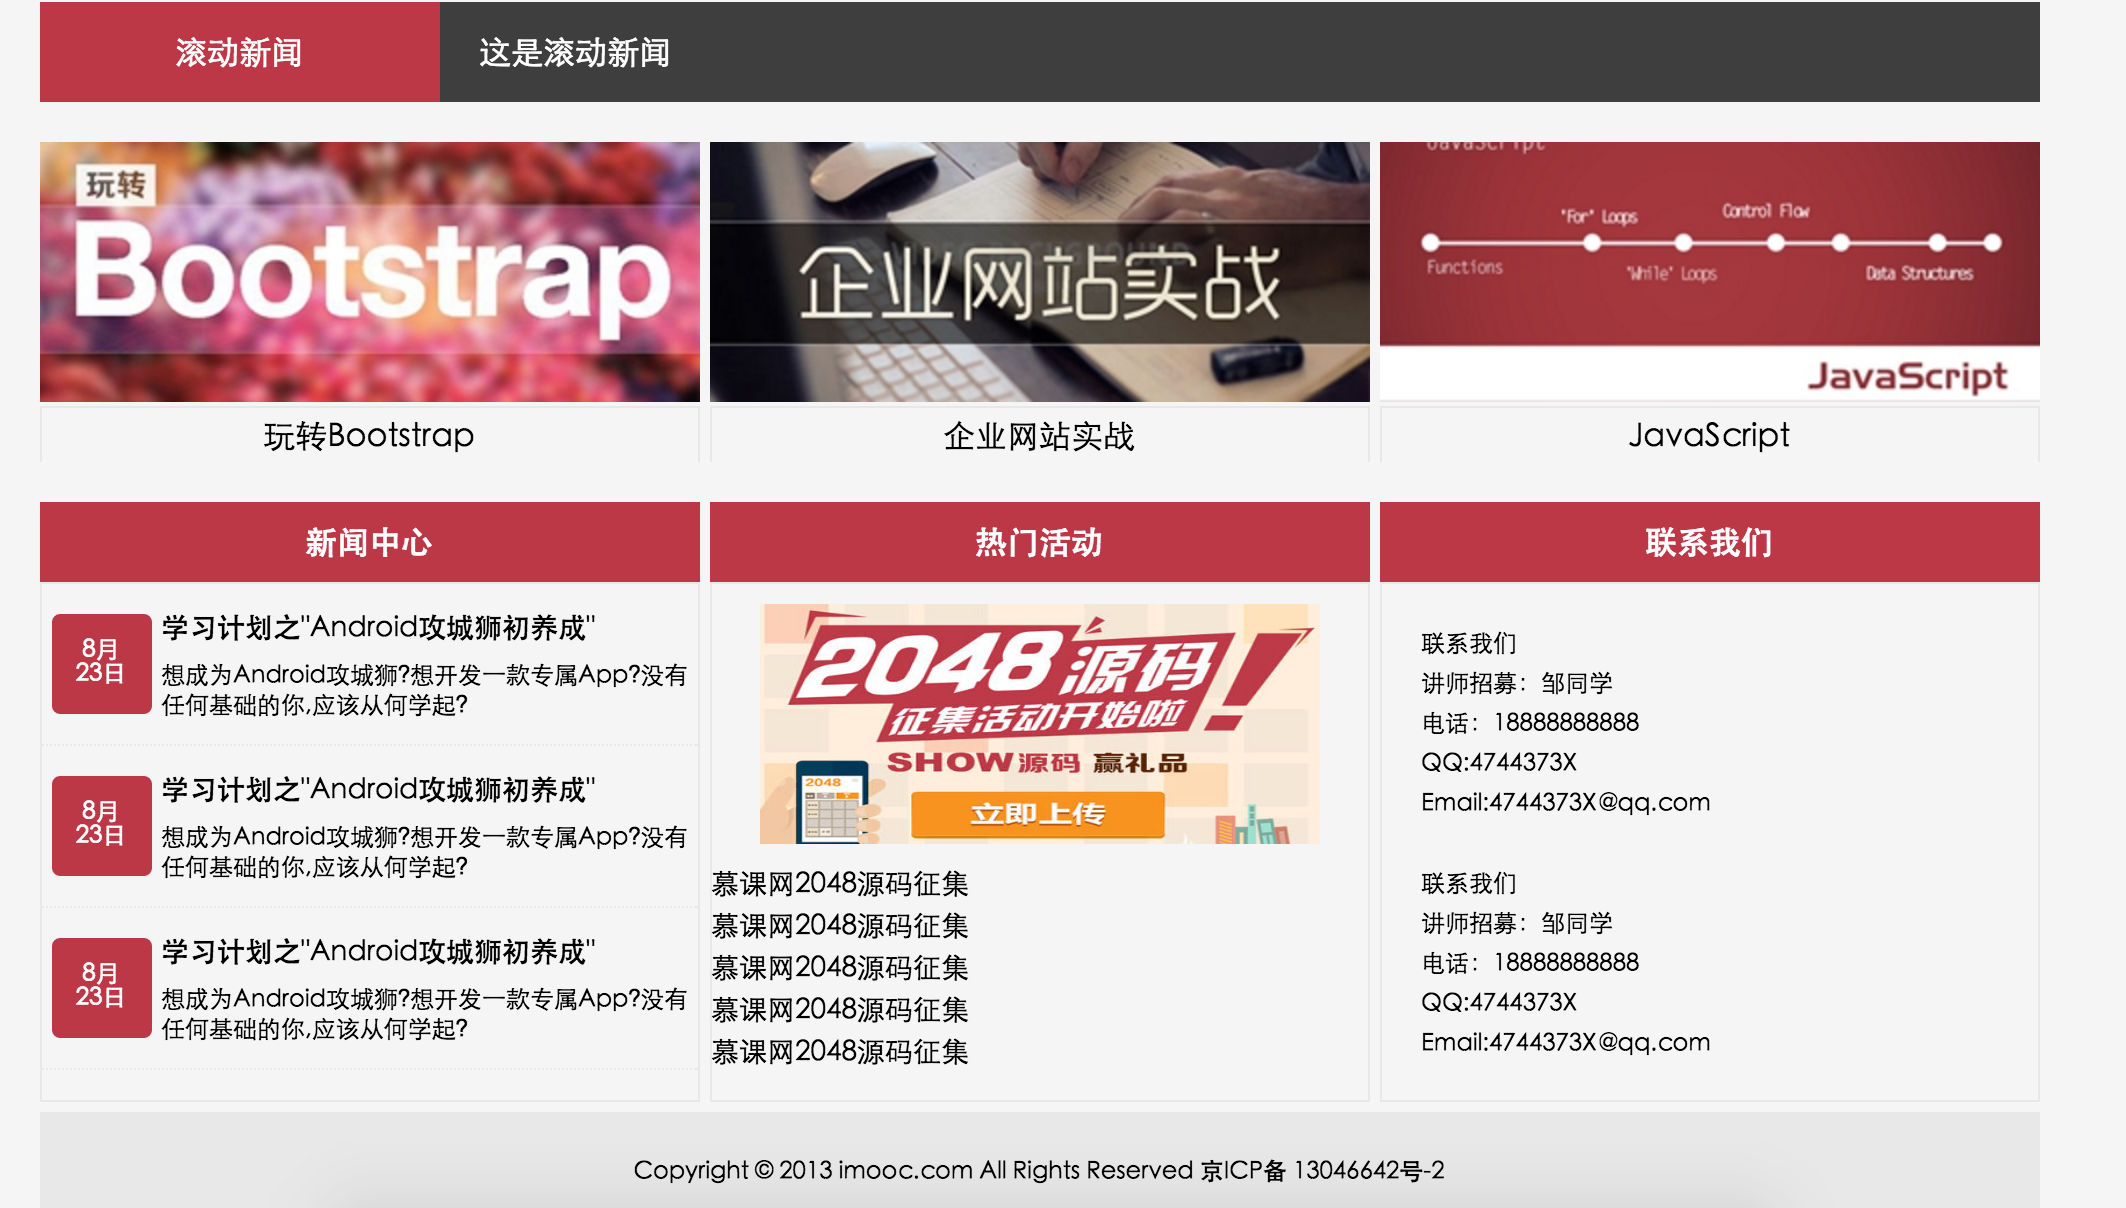 滚动新闻
这是滚动新闻
玩转
Bootstrap
企业网站实战
JavaScript
"For" Loops
Control Flow
Functions
"While" Loops
Data Structures
JavaScript
玩转Bootstrap
企业网站实战
JavaScript
新闻中心
8月
23日
学习计划之"Android攻城狮初养成"
想成为Android攻城狮?想开发一款专属App?没有
任何基础的你,应该从何学起?
8月
23日
学习计划之"Android攻城狮初养成"
想成为Android攻城狮?想开发一款专属App?没有
任何基础的你,应该从何学起?
8月
23日
学习计划之"Android攻城狮初养成"
想成为Android攻城狮?想开发一款专属App?没有
任何基础的你,应该从何学起?
热门活动
2048源码!
征集活动开始啦
SHOW源码 赢礼品
2048
立即上传
慕课网2048源码征集
慕课网2048源码征集
慕课网2048源码征集
慕课网2048源码征集
慕课网2048源码征集
联系我们
联系我们
讲师招募：邹同学
电话：18888888888
QQ:4744373X
Email:4744373X@qq.com
联系我们
讲师招募：邹同学
电话：18888888888
QQ:4744373X
Email:4744373X@qq.com
Copyright © 2013 imooc.com All Rights Reserved 京ICP备 13046642号-2